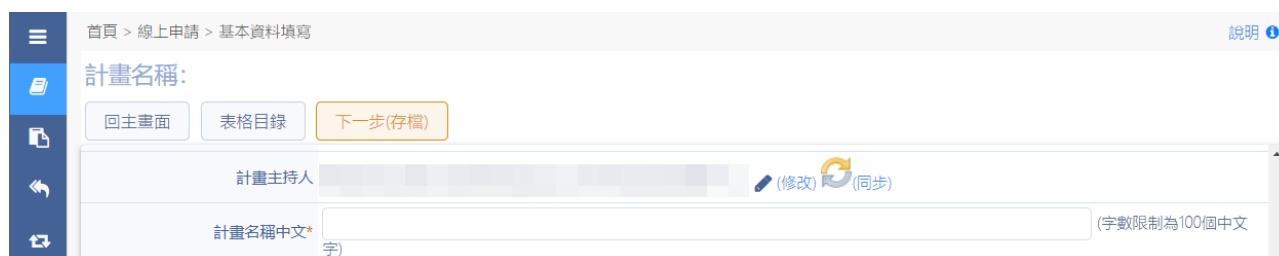 首頁 > 線上申請 > 基本資料填寫 說明
計畫名稱:
回主畫面 表格目錄 下一步(存檔)
計畫主持人 (修改) (同步)
計畫名稱中文* (字數限制為100個中文
字)